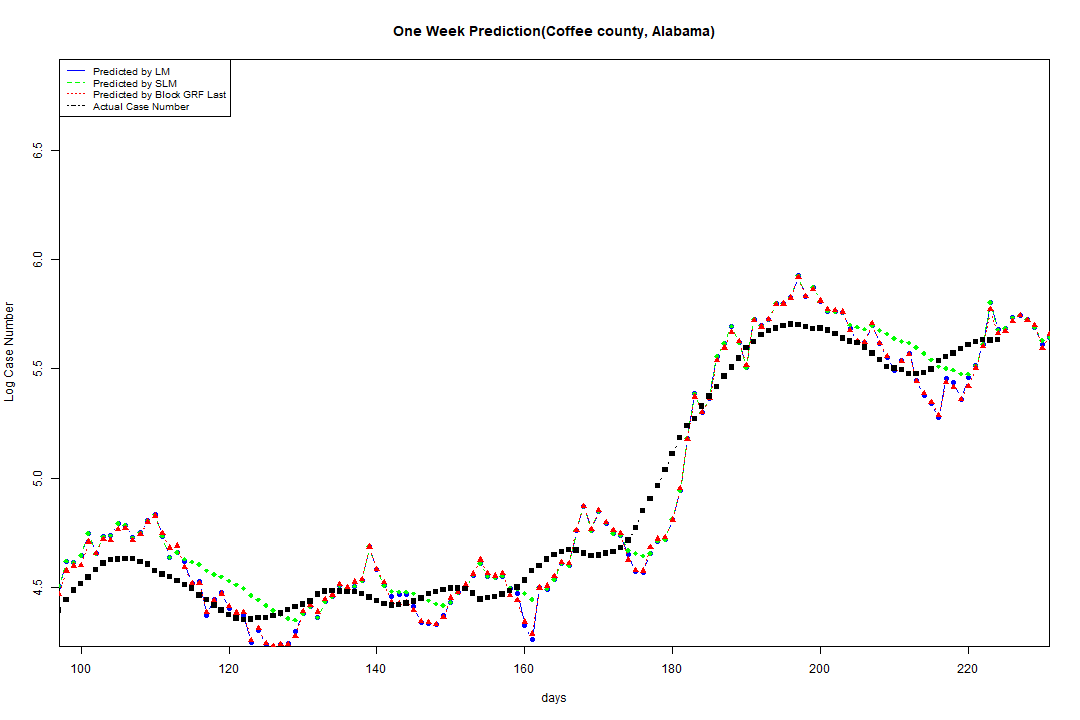 One Week Prediction(Coffee county, Alabama)
Predicted by LM
Predicted by SLM
Predicted by Block GRF Last
Actual Case Number
Log Case Number
6.5
6.0
5.5
5.0
4.5
100 120 140 160 180 200 220
days